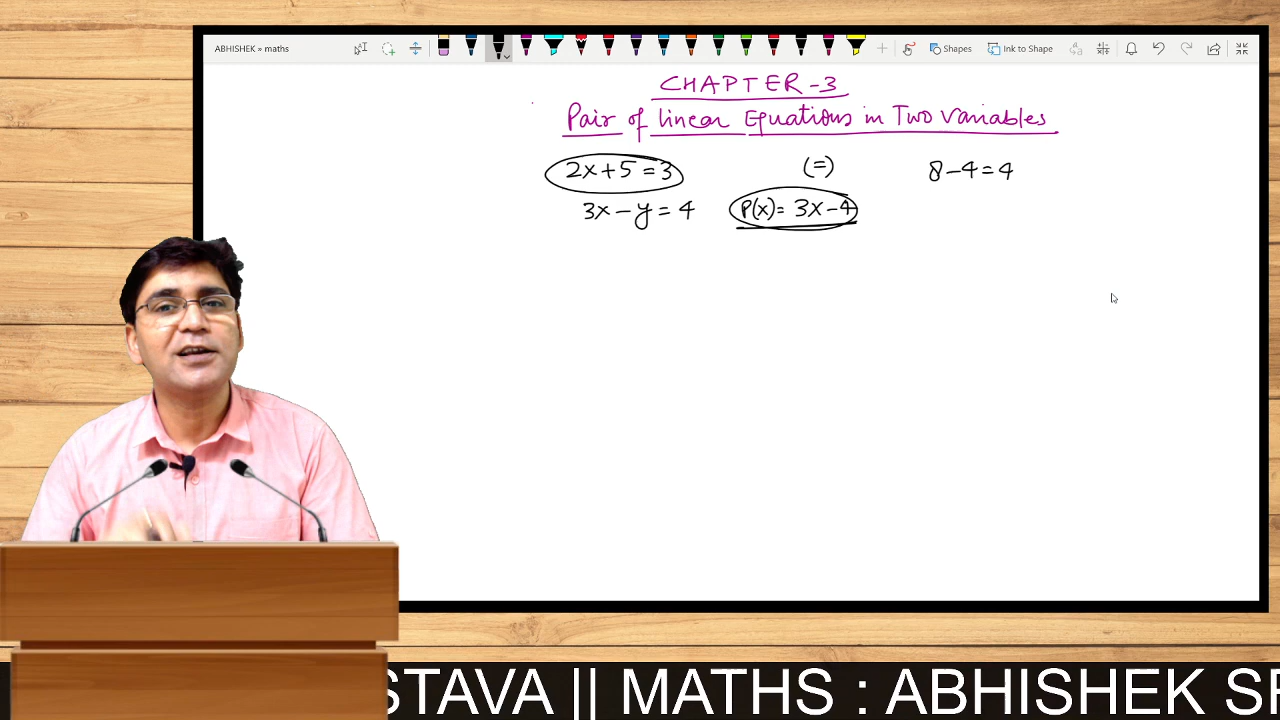 ABHISHEK » maths
Shapes
Ink to Shape
CHAPTER-3
Pair of linear Equations in Two variables
2x+5=3 (=) 8-4=4
3x-y=4 P(x)=3x-4
STAVA || MATHS : ABHISHEK SR